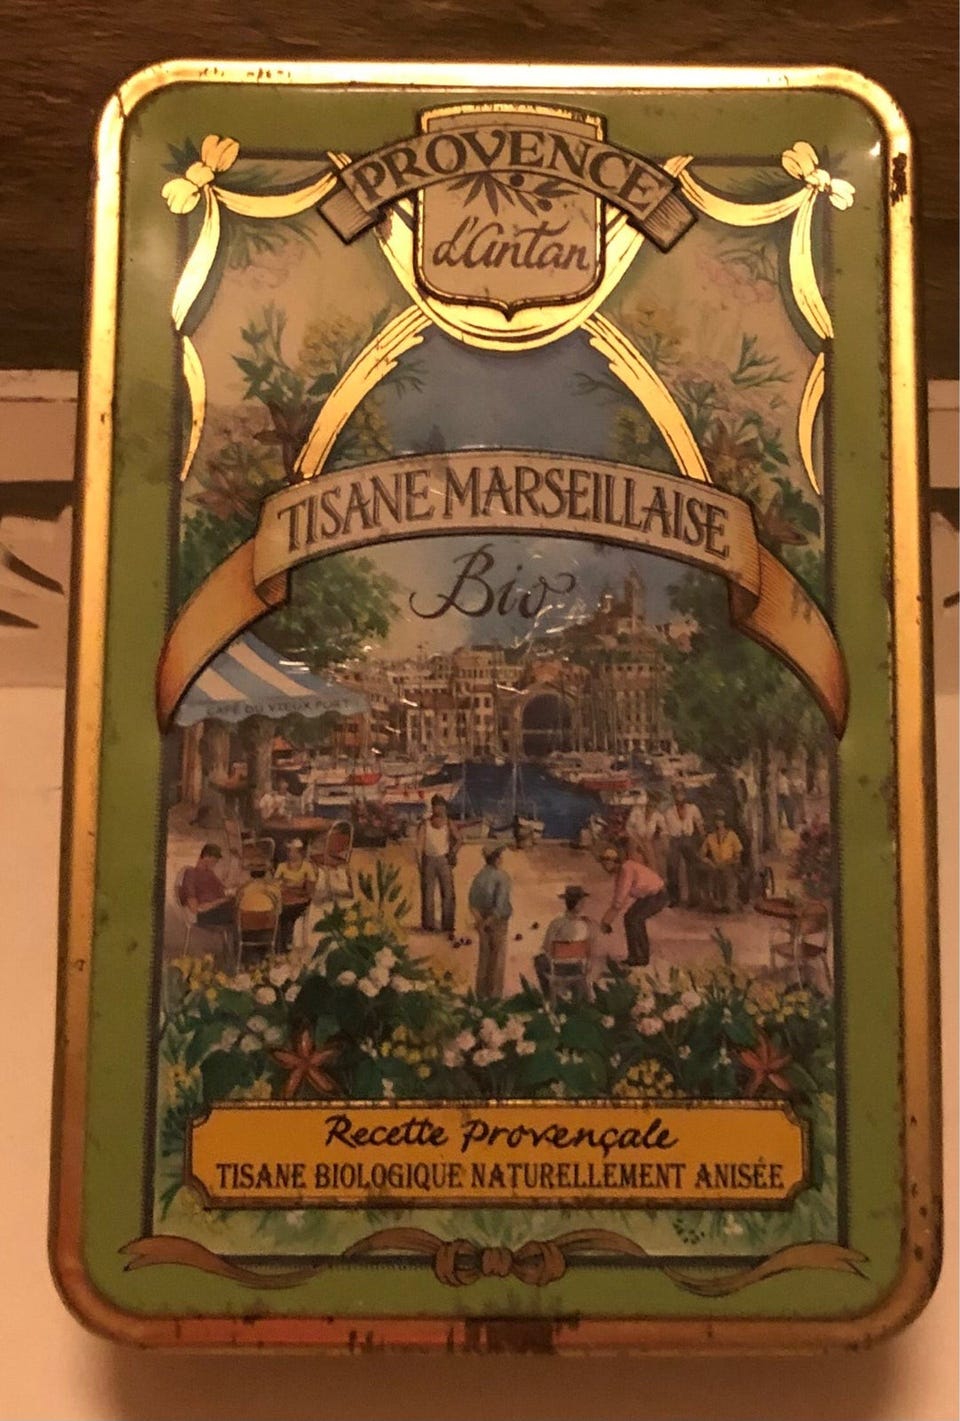 PROVENCE
d'Antan
TISANE MARSEILLAISE
Bio
CAFÉ DU VIEUX PORT
Recette provençale
TISANE BIOLOGIQUE NATURELLEMENT ANISÉE